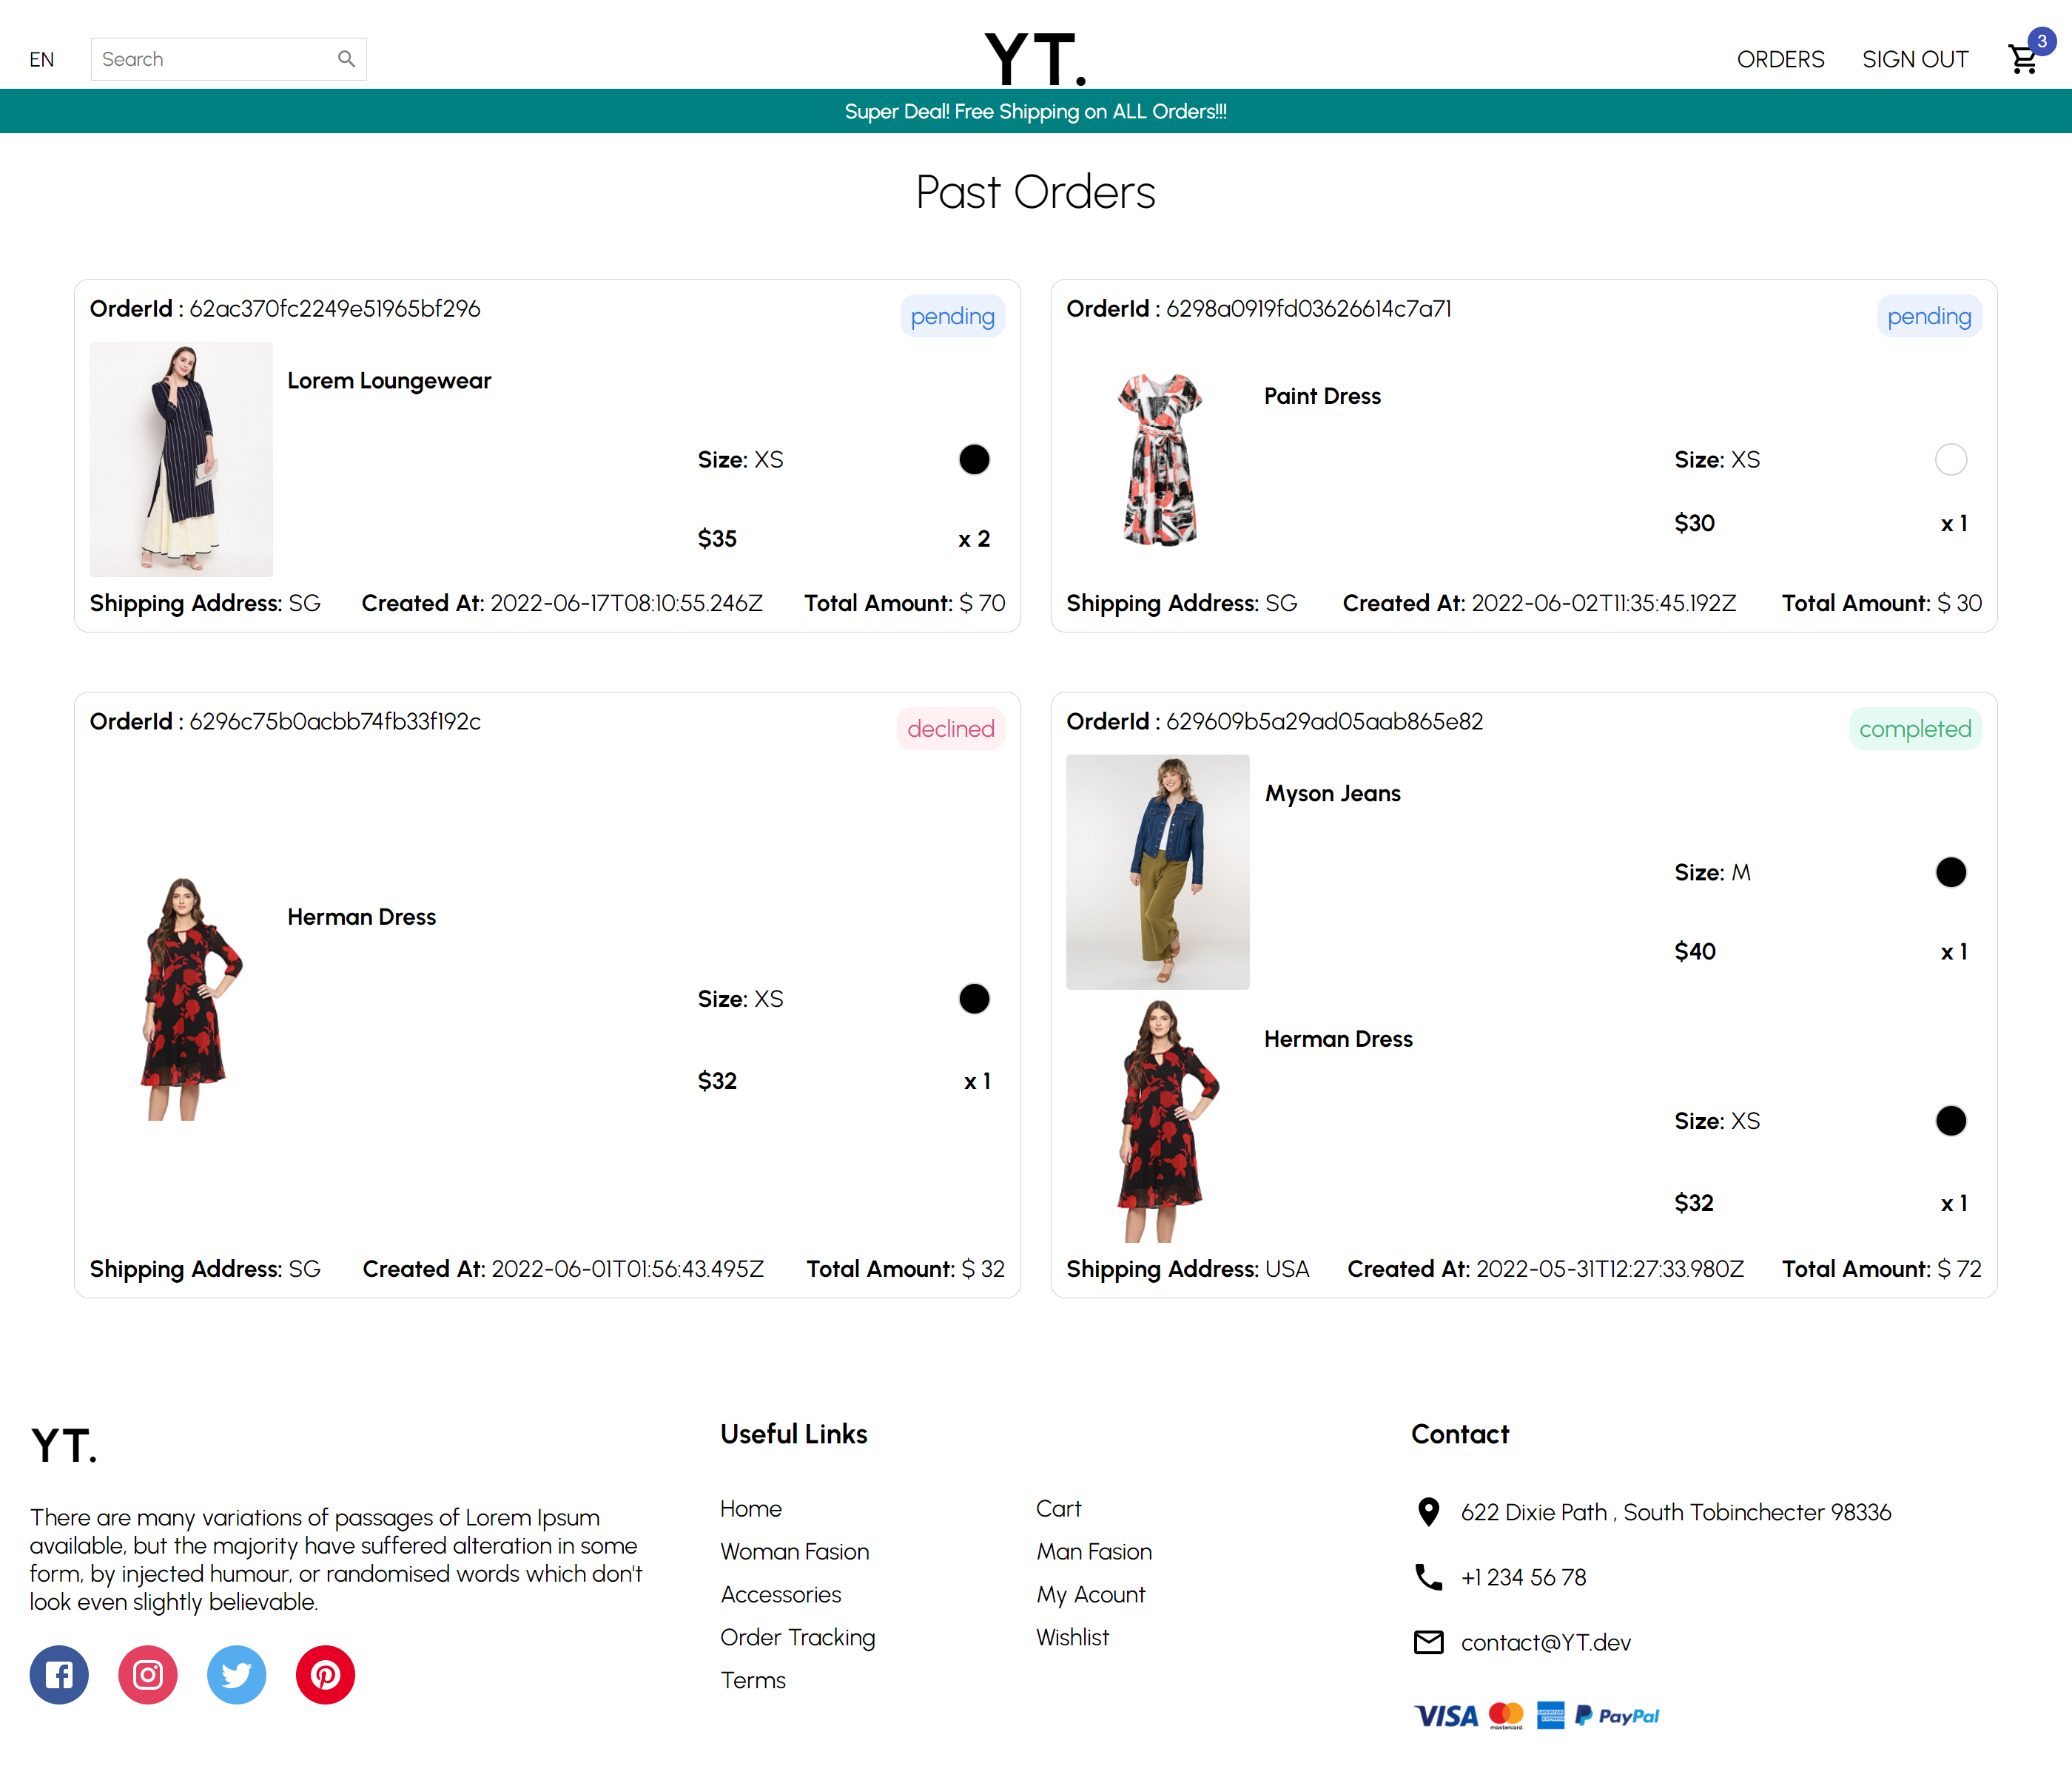 EN
Search
YT.
ORDERS
SIGN OUT
3
Super Deal! Free Shipping on ALL Orders!!!
Past Orders
OrderId : 62ac370fc2249e51965bf296
pending
Lorem Loungewear
Size: XS
$35
x 2
Shipping Address: SG
Created At: 2022-06-17T08:10:55.246Z
Total Amount: $ 70
OrderId : 6298a0919fd03626614c7a71
pending
Paint Dress
Size: XS
$30
x 1
Shipping Address: SG
Created At: 2022-06-02T11:35:45.192Z
Total Amount: $ 30
OrderId : 6296c75b0acbb74fb33f192c
declined
Herman Dress
Size: XS
$32
x 1
Shipping Address: SG
Created At: 2022-06-01T01:56:43.495Z
Total Amount: $ 32
OrderId : 629609b5a29ad05aab865e82
completed
Myson Jeans
Size: M
$40
x 1
Herman Dress
Size: XS
$32
x 1
Shipping Address: USA
Created At: 2022-05-31T12:27:33.980Z
Total Amount: $ 72
YT.
There are many variations of passages of Lorem Ipsum
available, but the majority have suffered alteration in some
form, by injected humour, or randomised words which don't
look even slightly believable.
Useful Links
Home
Cart
Woman Fasion
Man Fasion
Accessories
My Acount
Order Tracking
Wishlist
Terms
Contact
622 Dixie Path , South Tobinchecter 98336
+1 234 56 78
contact@YT.dev
VISA
mastercard
AMERICAN EXPRESS
PayPal